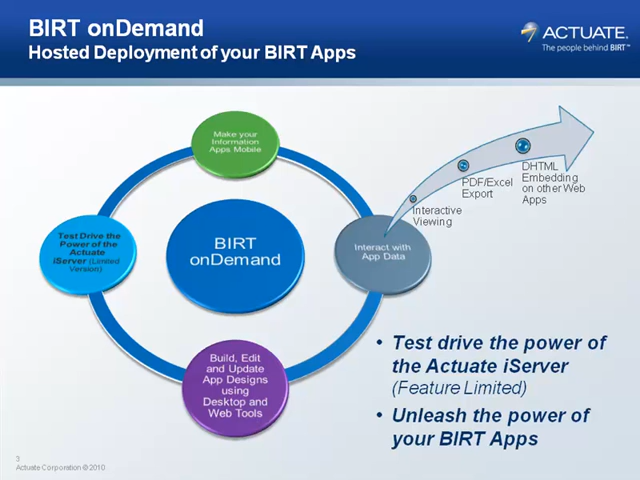 BIRT onDemand
Hosted Deployment of your BIRT Apps
ACTUATE.
The people behind BIRT™
Make your
Information
Apps Mobile
DHTML
Embedding
on other Web
Apps
PDF/Excel
Export
Interactive
Viewing
Test Drive the
Power of the
Actuate
iServer (Limited
Version)
BIRT
onDemand
Interact with
App Data
Build, Edit
and Update
App Designs
using
Desktop and
Web Tools
• Test drive the power of
the Actuate iServer
(Feature Limited)
• Unleash the power of
your BIRT Apps
3
Actuate Corporation © 2010